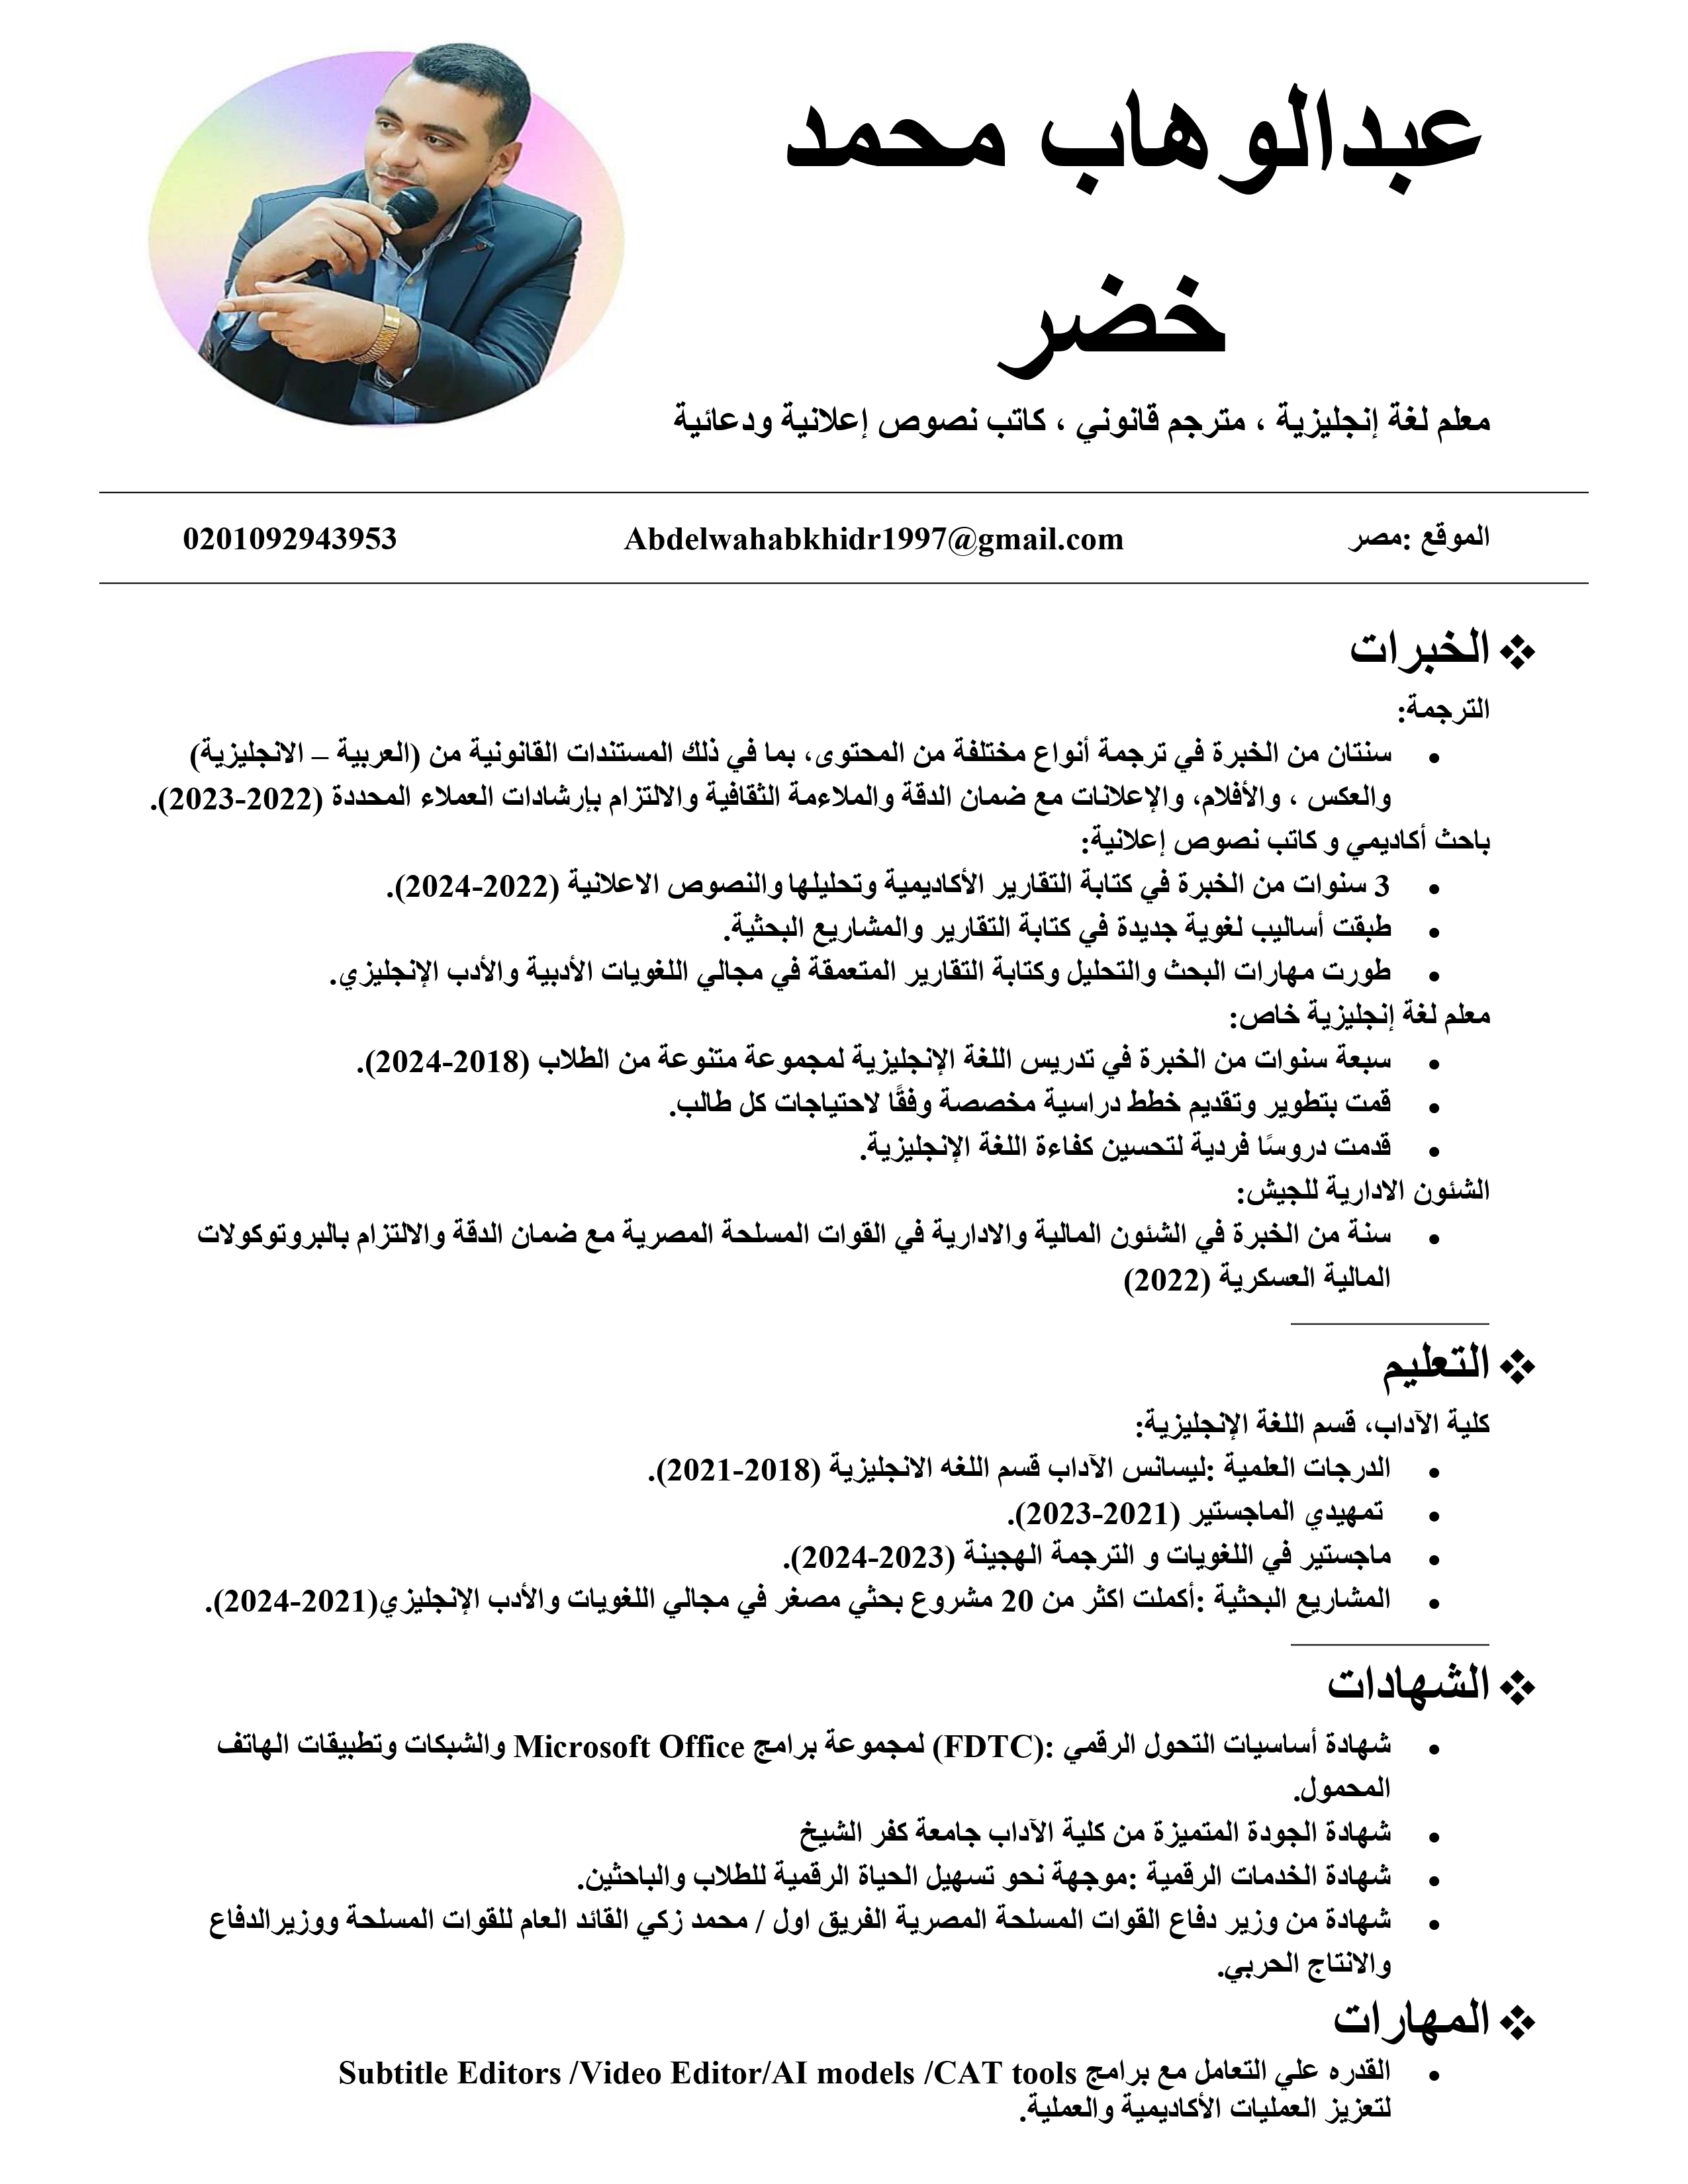 عبدالوهاب محمد
خضر
معلم لغة إنجليزية ، مترجم قانوني ، كاتب نصوص إعلانية ودعائية
الموقع :مصر Abdelwahabkhidr1997@gmail.com 0201092943953
❖ الخبرات
الترجمة:
• سنتان من الخبرة في ترجمة أنواع مختلفة من المحتوى، بما في ذلك المستندات القانونية من (العربية – الانجليزية)
والعكس ، والأفلام، والإعلانات مع ضمان الدقة والملاءمة الثقافية والالتزام بإرشادات العملاء المحددة (2022-2023).
باحث أكاديمي و كاتب نصوص إعلانية:
• 3 سنوات من الخبرة في كتابة التقارير الأكاديمية وتحليلها والنصوص الاعلانية (2022-2024).
• طبقت أساليب لغوية جديدة في كتابة التقارير والمشاريع البحثية.
• طورت مهارات البحث والتحليل وكتابة التقارير المتعمقة في مجالي اللغويات الأدبية والأدب الإنجليزي.
معلم لغة إنجليزية خاص:
• سبعة سنوات من الخبرة في تدريس اللغة الإنجليزية لمجموعة متنوعة من الطلاب (2018-2024).
• قمت بتطوير وتقديم خطط دراسية مخصصة وفقًا لاحتياجات كل طالب.
• قدمت دروسًا فردية لتحسين كفاءة اللغة الإنجليزية.
الشئون الادارية للجيش:
• سنة من الخبرة في الشئون المالية والادارية في القوات المسلحة المصرية مع ضمان الدقة والالتزام بالبروتوكولات
المالية العسكرية (2022)
❖ التعليم
كلية الآداب، قسم اللغة الإنجليزية:
• الدرجات العلمية :ليسانس الآداب قسم اللغه الانجليزية (2018-2021).
• تمهيدي الماجستير (2021-2023).
• ماجستير في اللغويات و الترجمة الهجينة (2023-2024).
• المشاريع البحثية :أكملت اكثر من 20 مشروع بحثي مصغر في مجالي اللغويات والأدب الإنجليزي(2021-2024).
❖ الشهادات
• شهادة أساسيات التحول الرقمي :(FDTC) لمجموعة برامج Microsoft Office والشبكات وتطبيقات الهاتف
المحمول.
• شهادة الجودة المتميزة من كلية الآداب جامعة كفر الشيخ
• شهادة الخدمات الرقمية :موجهة نحو تسهيل الحياة الرقمية للطلاب والباحثين.
• شهادة من وزير دفاع القوات المسلحة المصرية الفريق اول / محمد زكي القائد العام للقوات المسلحة ووزيرالدفاع
والانتاج الحربي.
❖ المهارات
• القدره علي التعامل مع برامج Subtitle Editors /Video Editor/AI models /CAT tools
لتعزيز العمليات الأكاديمية والعملية.